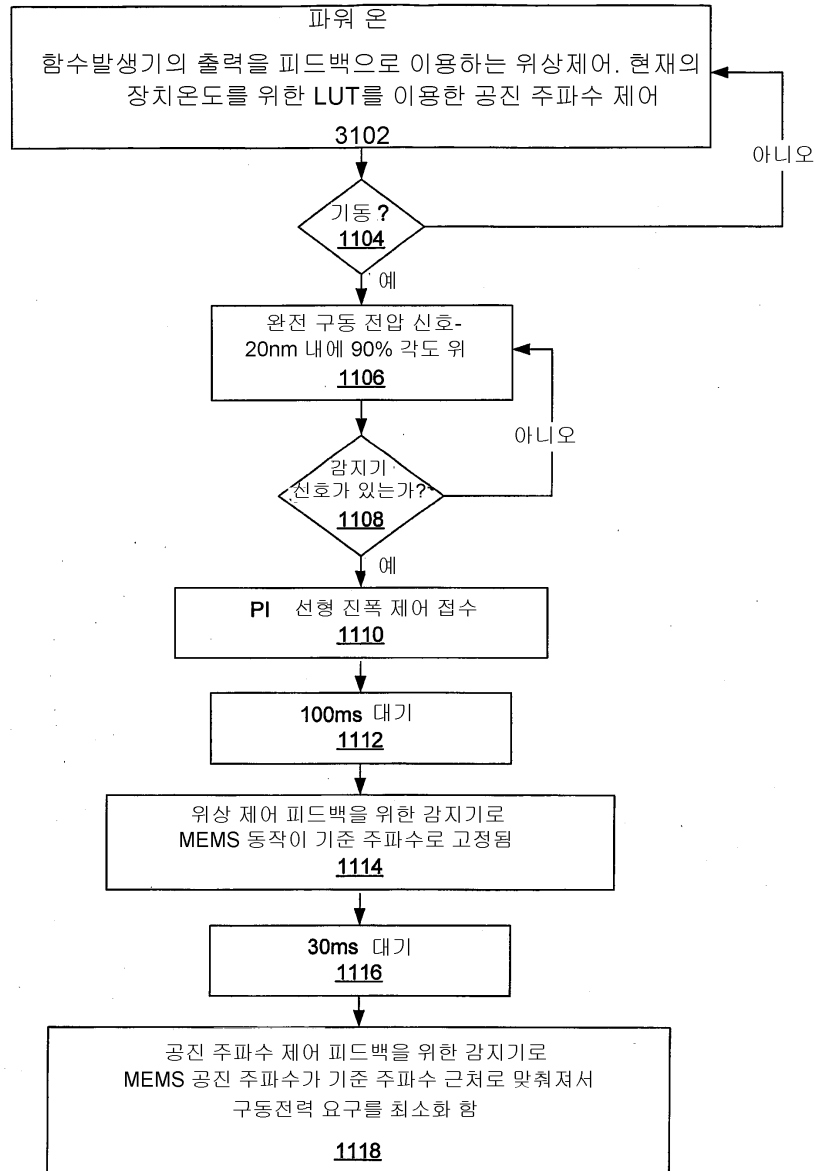 파워 온
함수발생기의 출력을 피드백으로 이용하는 위상제어. 현재의
장치온도를 위한 LUT를 이용한 공진 주파수 제어
3102
아니오
기동 ?
1104
예
완전 구동 전압 신호-
20nm 내에 90% 각도 위
1106
아니오
감지기
신호가 있는가?
1108
예
PI 선형 진폭 제어 접수
1110
100ms 대기
1112
위상 제어 피드백을 위한 감지기로
MEMS 동작이 기준 주파수로 고정됨
1114
30ms 대기
1116
공진 주파수 제어 피드백을 위한 감지기로
MEMS 공진 주파수가 기준 주파수 근처로 맞춰져서
구동전력 요구를 최소화 함
1118